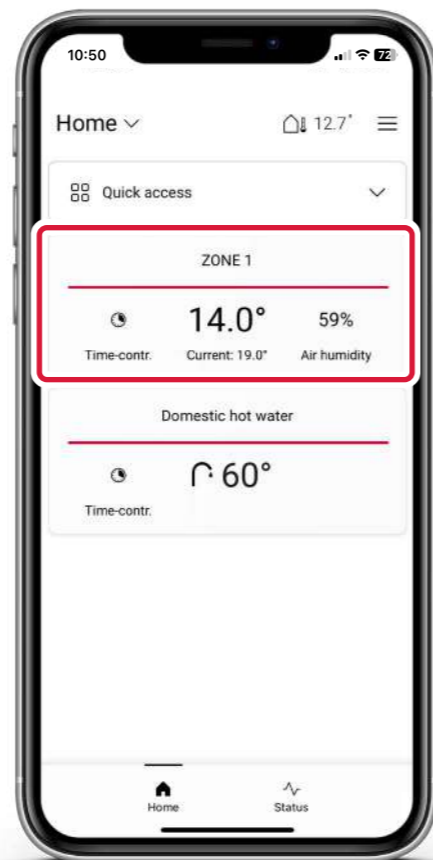 10:50
72
Home
12.7°
Quick access
ZONE 1
14.0°
59%
Time-contr.
Current: 19.0°
Air humidity
Domestic hot water
60°
Time-contr.
Home
Status